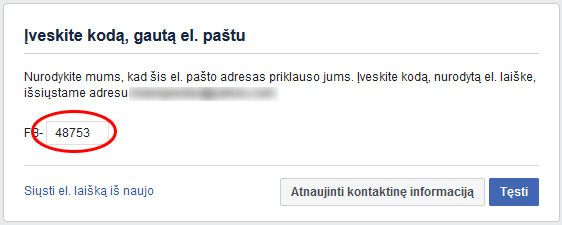 Įveskite kodą, gautą el. paštu
Nurodykite mums, kad šis el. pašto adresas priklauso jums. Įveskite kodą, nurodytą el. laiške,
išsiųstame adresu
FB- 48753
Siųsti el. laišką iš naujo
Atnaujinti kontaktinę informaciją
Tęsti